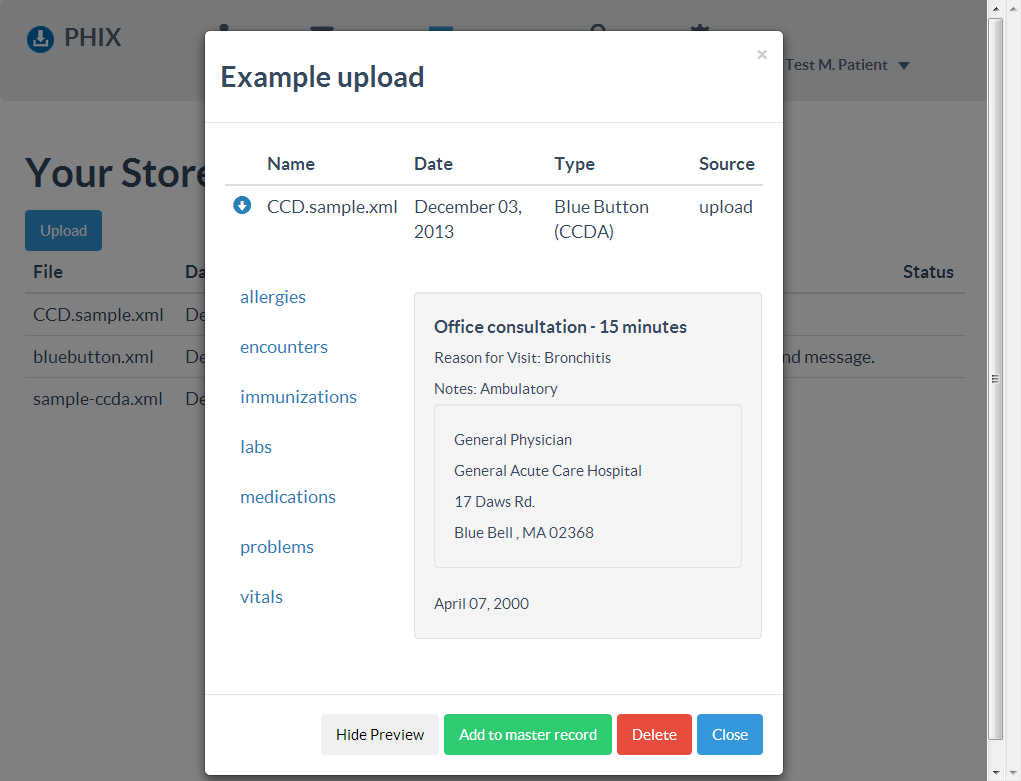 PHIX
Test M. Patient
Example upload
×
Your Store
Upload
File
Da
Status
CCD.sample.xml
De
bluebutton.xml
De
nd message.
sample-ccda.xml
De
Name Date Type Source
CCD.sample.xml December 03, Blue Button upload
2013 (CCDA)
allergies
encounters
immunizations
labs
medications
problems
vitals
Office consultation - 15 minutes
Reason for Visit: Bronchitis
Notes: Ambulatory
General Physician
General Acute Care Hospital
17 Daws Rd.
Blue Bell , MA 02368
April 07, 2000
Hide Preview Add to master record Delete Close